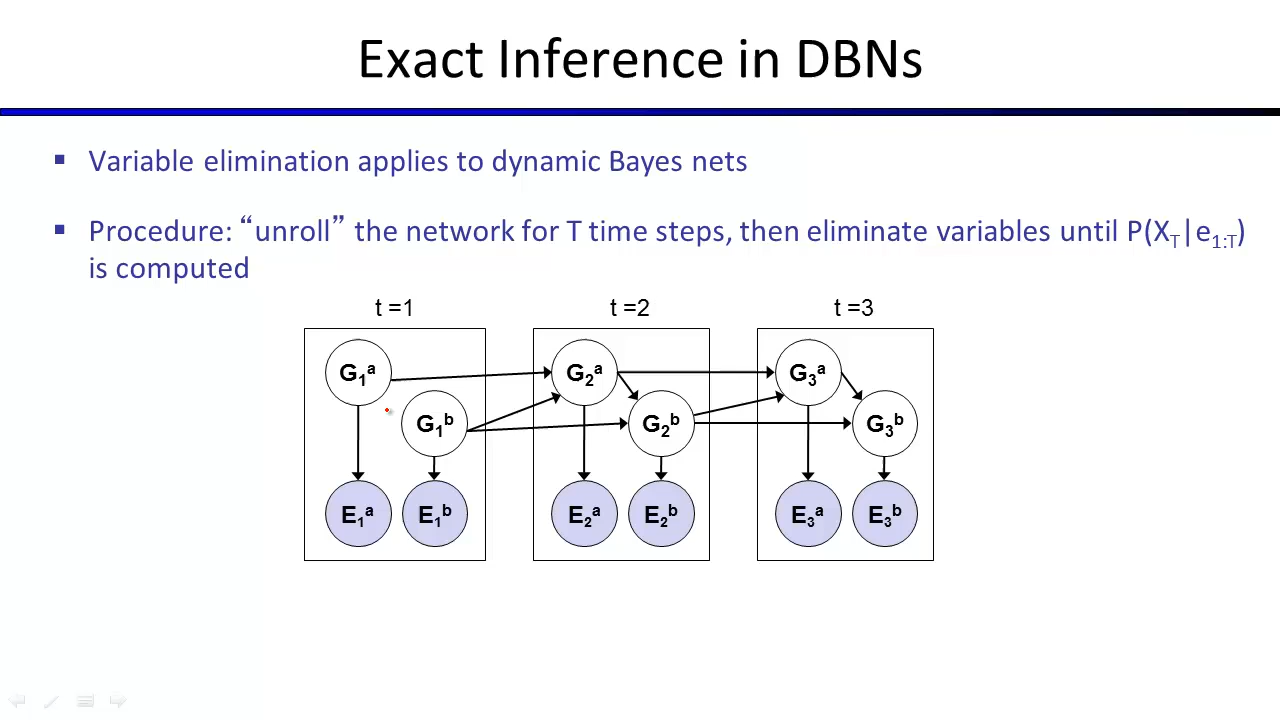 Exact Inference in DBNs
▪ Variable elimination applies to dynamic Bayes nets
▪ Procedure: “unroll” the network for T time steps, then eliminate variables until P(X_T|e_1:T)
is computed
t =1 t =2 t =3
G₁ᵃ G₂ᵃ G₃ᵃ
G₁ᵇ G₂ᵇ G₃ᵇ
E₁ᵃ E₁ᵇ E₂ᵃ E₂ᵇ E₃ᵃ E₃ᵇ